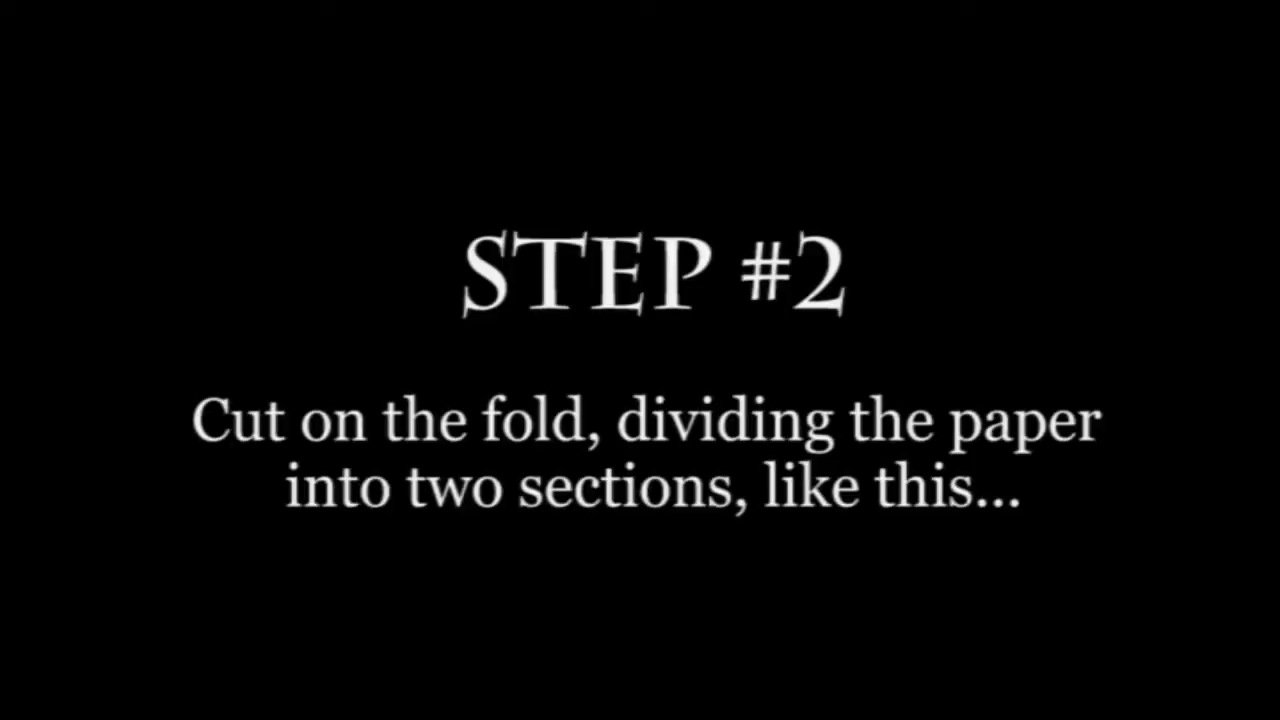 STEP #2
Cut on the fold, dividing the paper
into two sections, like this...